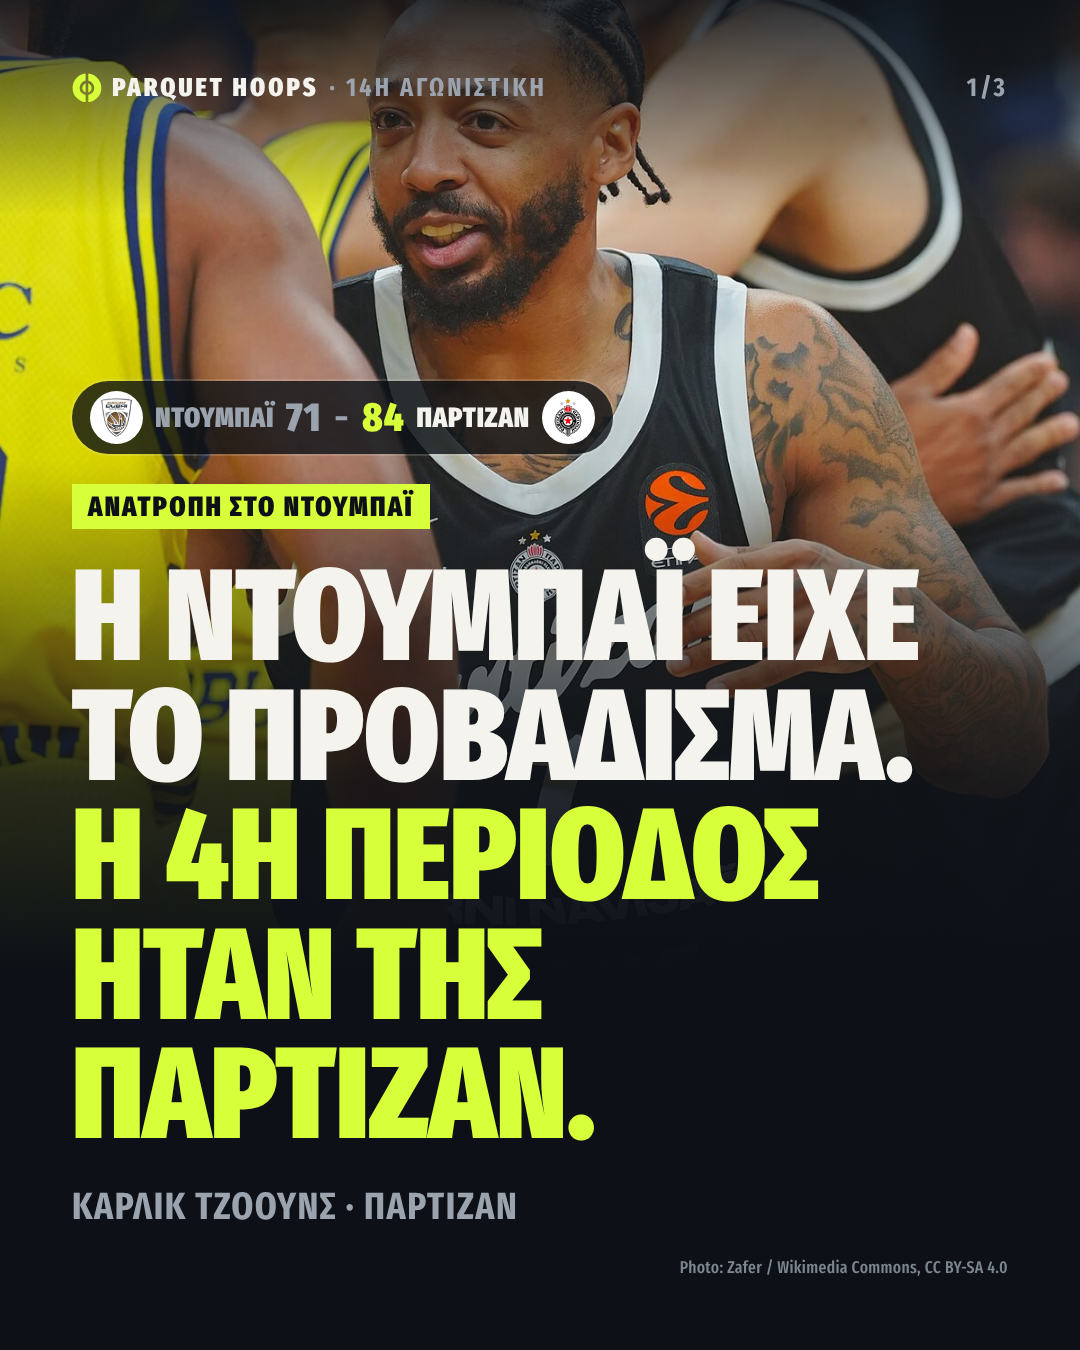 PARQUET HOOPS · 14Η ΑΓΩΝΙΣΤΙΚΗ
1/3
ΝΤΟΥΜΠΑΪ 71 - 84 ΠΑΡΤΙΖΑΝ
ΑΝΑΤΡΟΠΗ ΣΤΟ ΝΤΟΥΜΠΑΪ
Η ΝΤΟΥΜΠΑΪ ΕΙΧΕ
ΤΟ ΠΡΟΒΑΔΙΣΜΑ.
Η 4Η ΠΕΡΙΟΔΟΣ
ΗΤΑΝ ΤΗΣ
ΠΑΡΤΙΖΑΝ.
ΚΑΡΛΙΚ ΤΖΟΟΥΝΣ · ΠΑΡΤΙΖΑΝ
Photo: Zafer / Wikimedia Commons, CC BY-SA 4.0